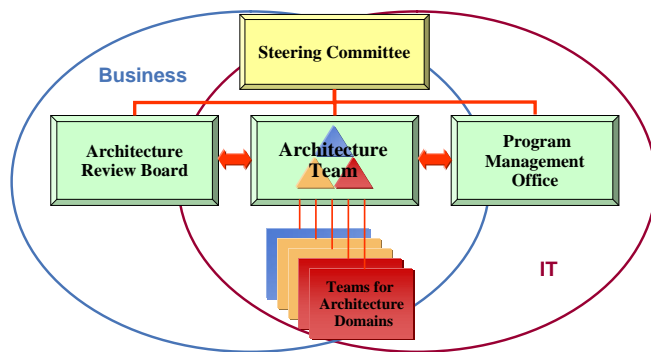 Steering Committee
Business
Architecture
Review Board
Architecture
Team
Program
Management
Office
IT
Teams for
Architecture
Domains